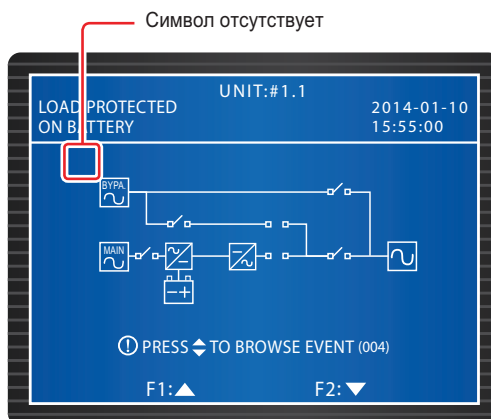 Символ отсутствует
UNIT:#1.1
LOAD PROTECTED
ON BATTERY
2014-01-10
15:55:00
BYPA.
MAIN
PRESS TO BROWSE EVENT (004)
F1: F2: